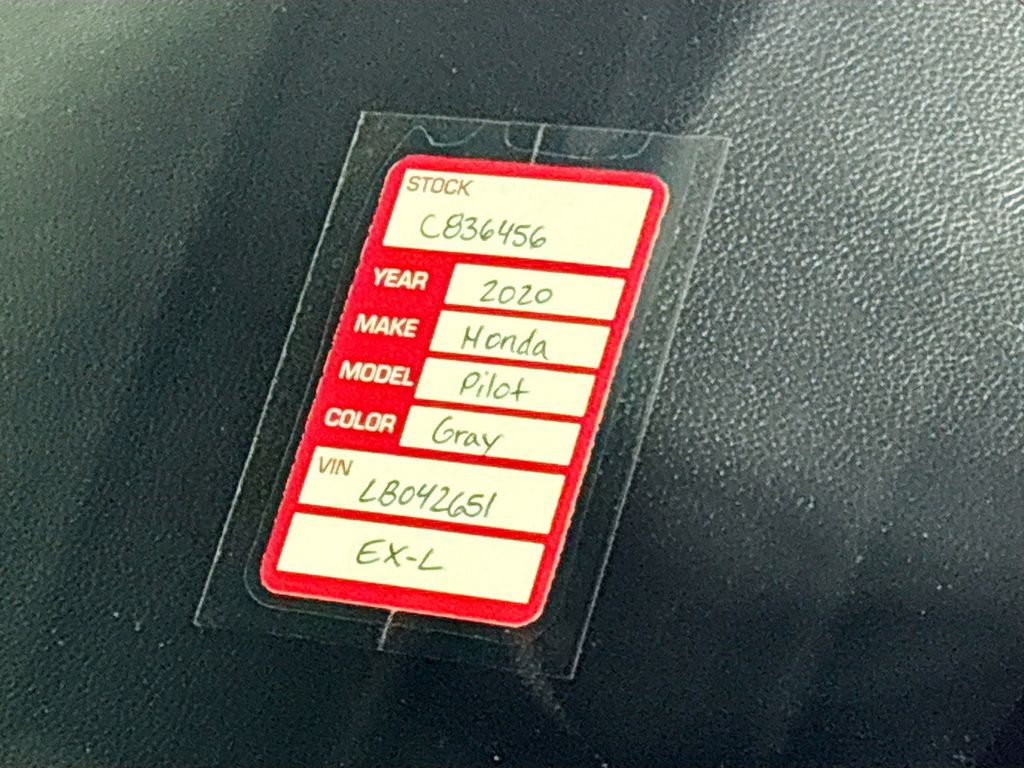 STOCK
C836456
YEAR 2020
MAKE Honda
MODEL Pilot
COLOR Gray
VIN
LB042651
EX-L